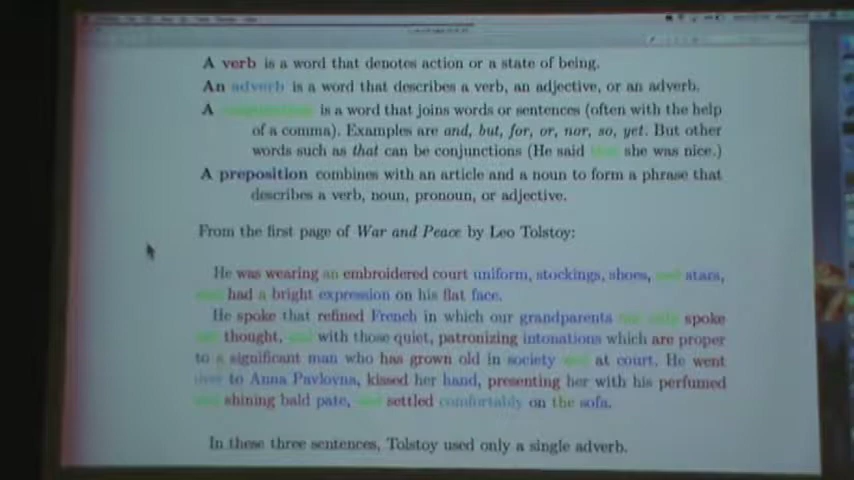 A verb is a word that denotes action or a state of being.
An adverb is a word that describes a verb, an adjective, or an adverb.
A conjunction is a word that joins words or sentences (often with the help
of a comma). Examples are and, but, for, or, nor, so, yet. But other
words such as that can be conjunctions (He said that she was nice.)
A preposition combines with an article and a noun to form a phrase that
describes a verb, noun, pronoun, or adjective.
From the first page of War and Peace by Leo Tolstoy:
He was wearing an embroidered court uniform, stockings, shoes, and stars,
and had a bright expression on his flat face.
He spoke that refined French in which our grandparents not only spoke
but thought, and with those quiet, patronizing intonations which are proper
to a significant man who has grown old in society and at court. He went
to Anna Pavlovna, kissed her hand, presenting her with his perfumed
and shining bald pate, and settled comfortably on the sofa.
In these three sentences, Tolstoy used only a single adverb.